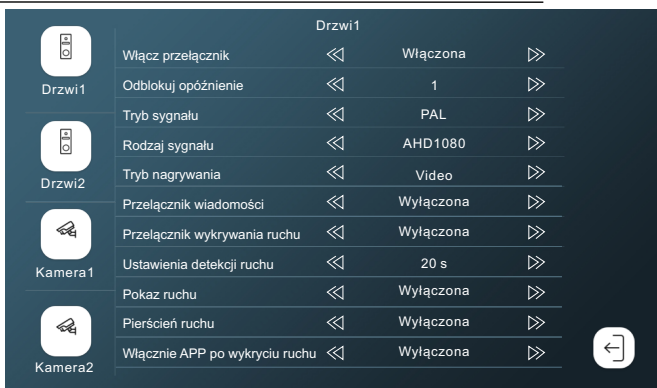 Drzwi1
Drzwi1
Drzwi2
Kamera1
Kamera2
Włącz przełącznik Włączona
Odblokuj opóźnienie 1
Tryb sygnału PAL
Rodzaj sygnału AHD1080
Tryb nagrywania Video
Przelącznik wiadomości Wyłączona
Przelącznik wykrywania ruchu Wyłączona
Ustawienia detekcji ruchu 20 s
Pokaz ruchu Wyłączona
Pierścień ruchu Wyłączona
Włącznie APP po wykryciu ruchu Wyłączona